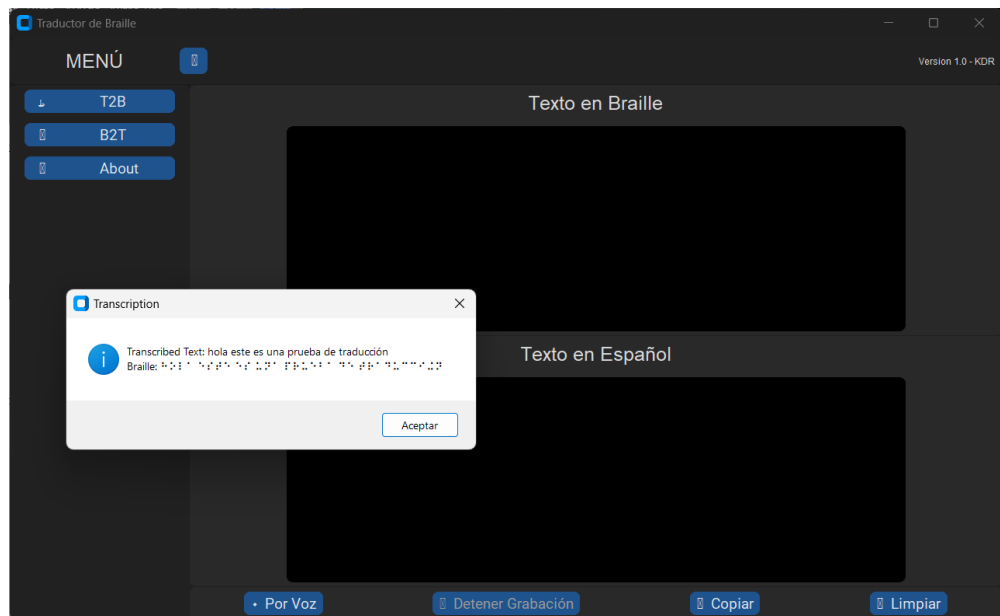 Traductor de Braille
MENÚ
Version 1.0 - KDR
T2B
B2T
About
Texto en Braille
Transcription
Transcribed Text: hola este es una prueba de traducción
Braille: ⠓⠕⠇⠁ ⠑⠎⠞⠑ ⠑⠎ ⠥⠝⠁ ⠏⠗⠥⠑⠃⠁ ⠙⠑ ⠞⠗⠁⠙⠥⠉⠉⠊⠬⠝
Aceptar
Texto en Español
Por Voz
Detener Grabación
Copiar
Limpiar